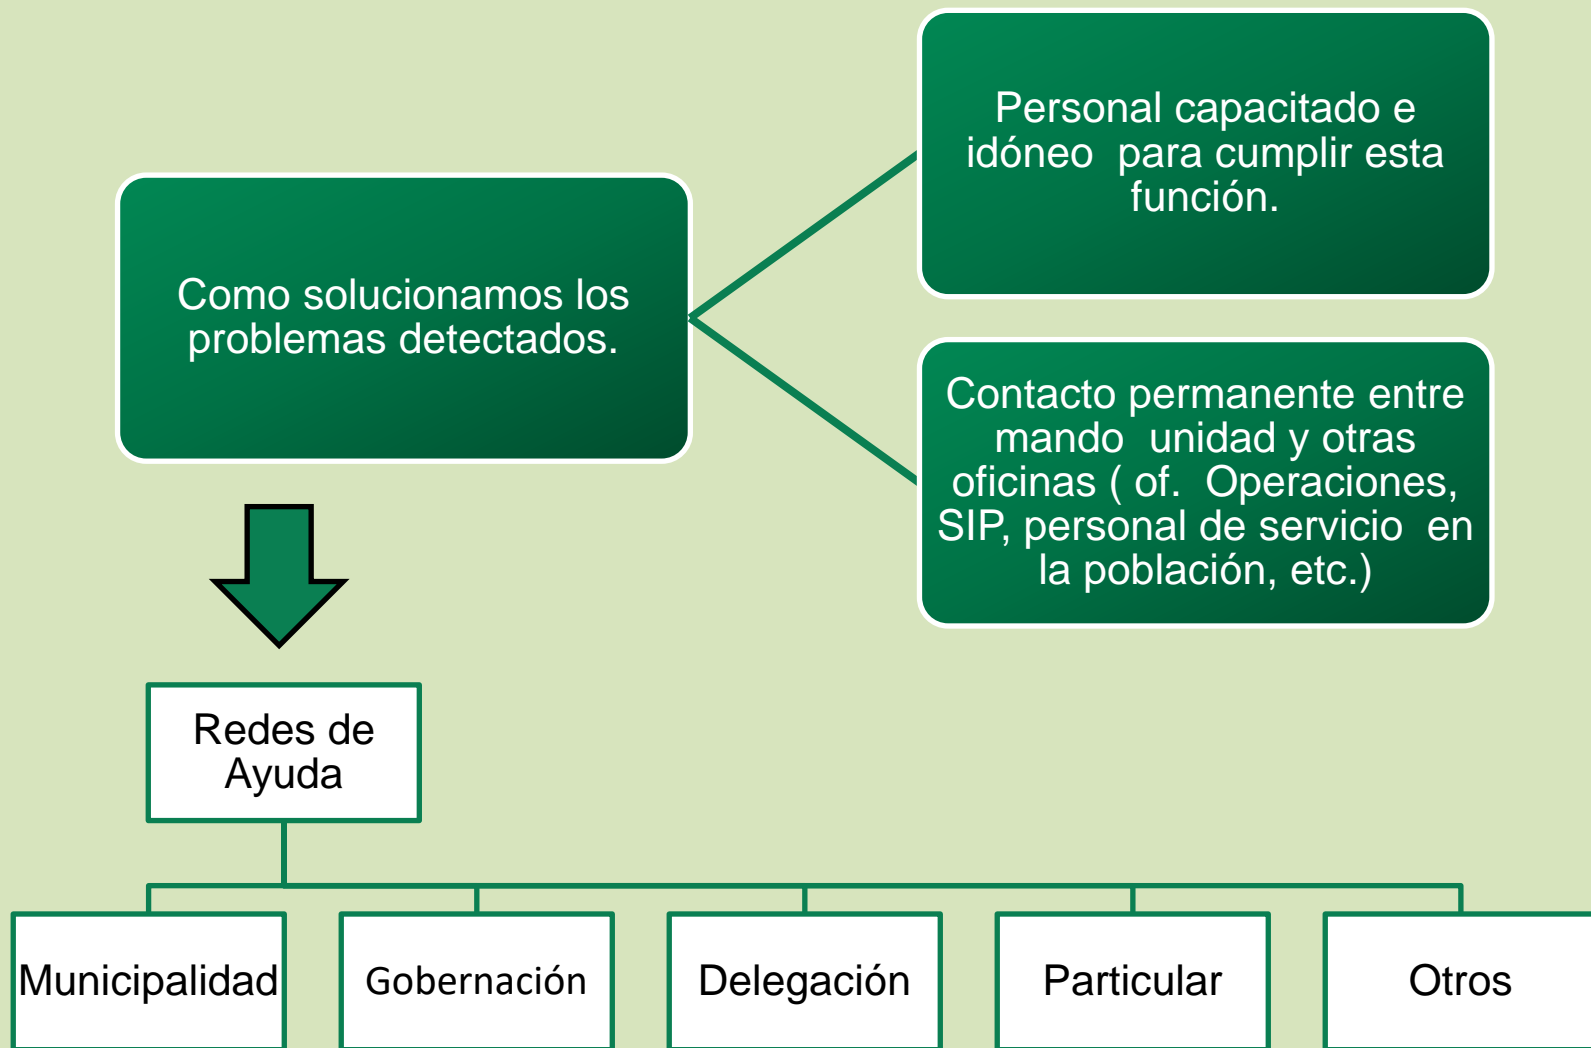 Personal capacitado e
idóneo para cumplir esta
función.
Como solucionamos los
problemas detectados.
Contacto permanente entre
mando unidad y otras
oficinas ( of. Operaciones,
SIP, personal de servicio en
la población, etc.)
Redes de
Ayuda
Municipalidad
Gobernación
Delegación
Particular
Otros